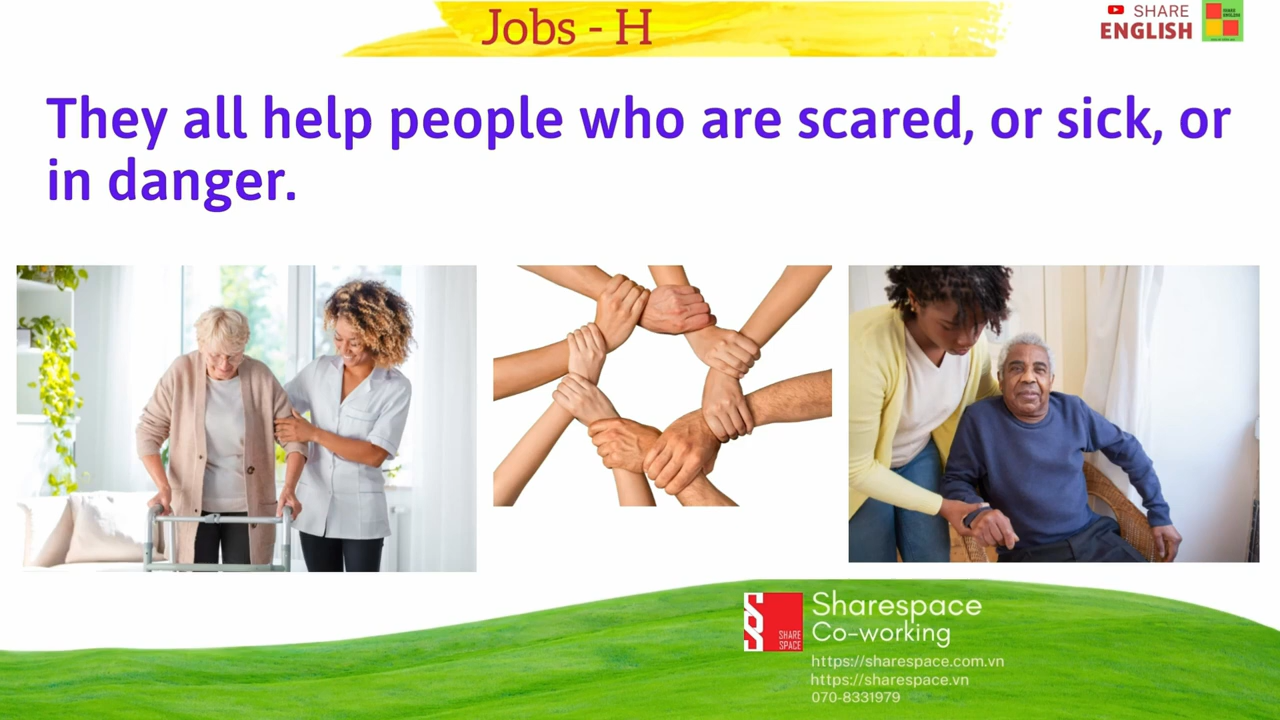 Jobs - H
SHARE
ENGLISH
They all help people who are scared, or sick, or
in danger.
SHARE
SPACE
Sharespace
Co-working
https://sharespace.com.vn
https://sharespace.vn
070-8331979